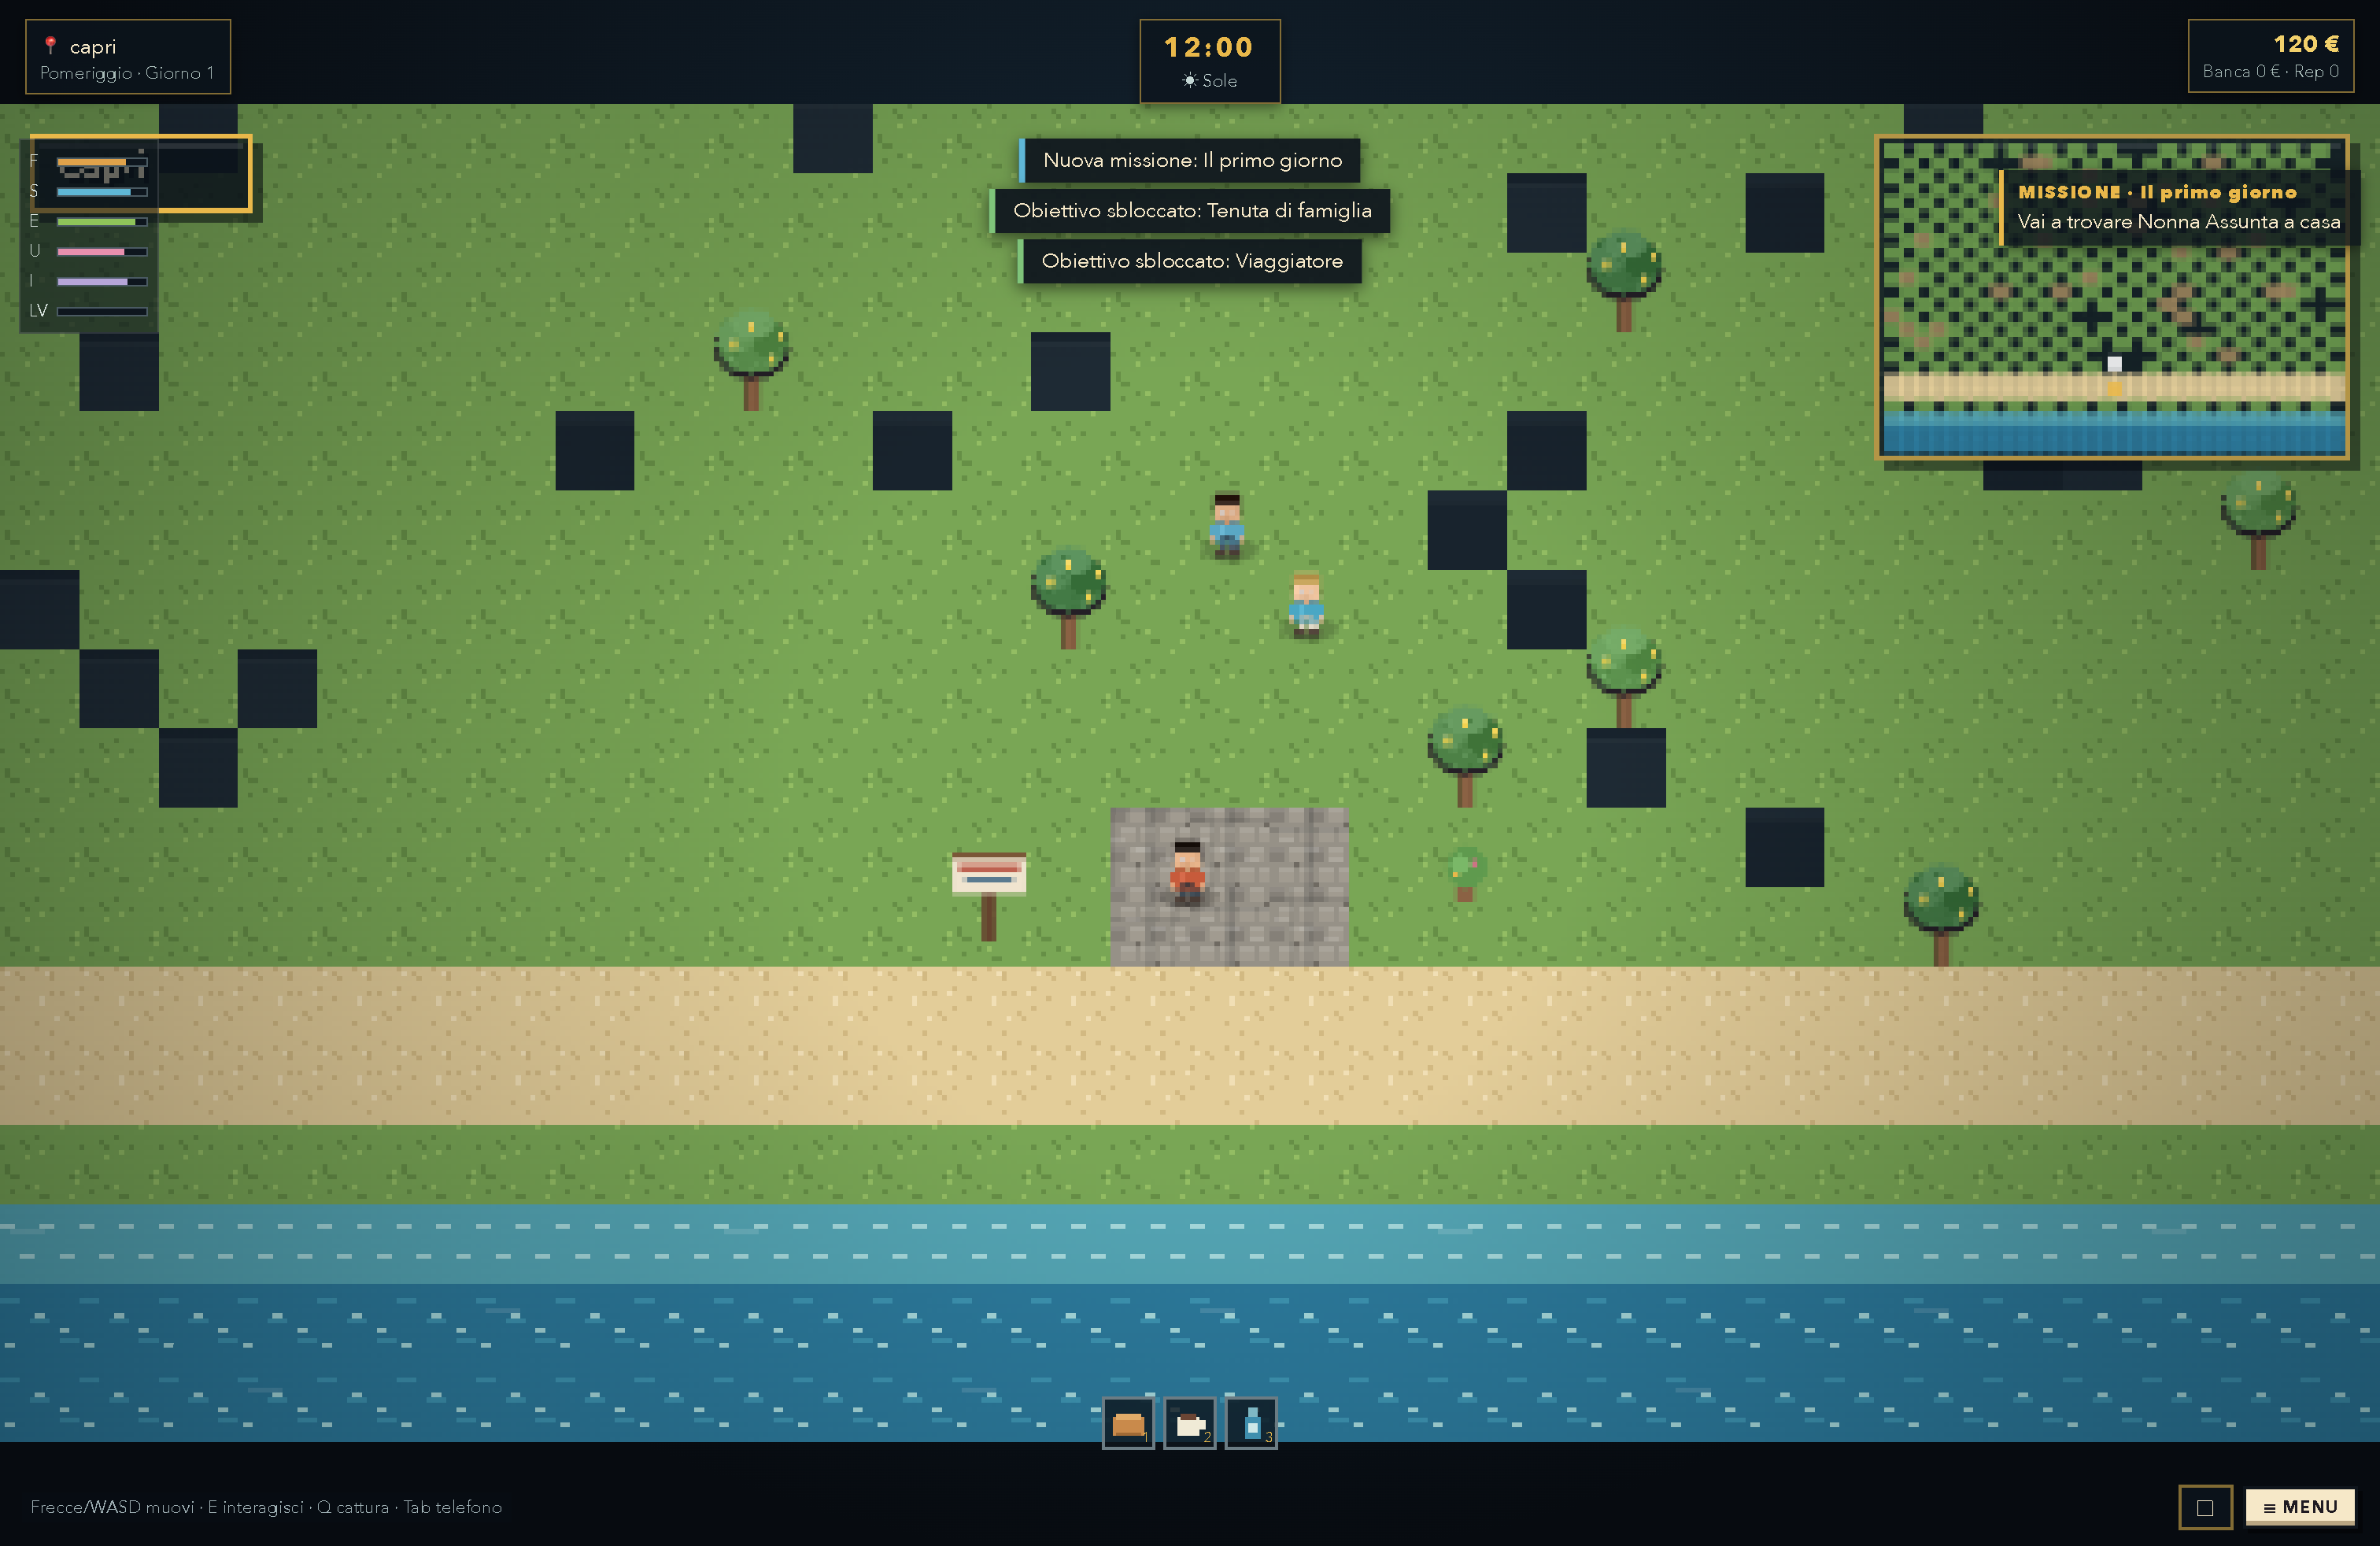 capri
Pomeriggio · Giorno 1
12:00
☀ Sole
120 €
Banca 0 € · Rep 0
F
capri
S
E
U
I
LV
Nuova missione: Il primo giorno
Obiettivo sbloccato: Tenuta di famiglia
Obiettivo sbloccato: Viaggiatore
MISSIONE · Il primo giorno
Vai a trovare Nonna Assunta a casa
1
2
3
Frecce/WASD muovi · E interagisci · Q cattura · Tab telefono
≡ MENU